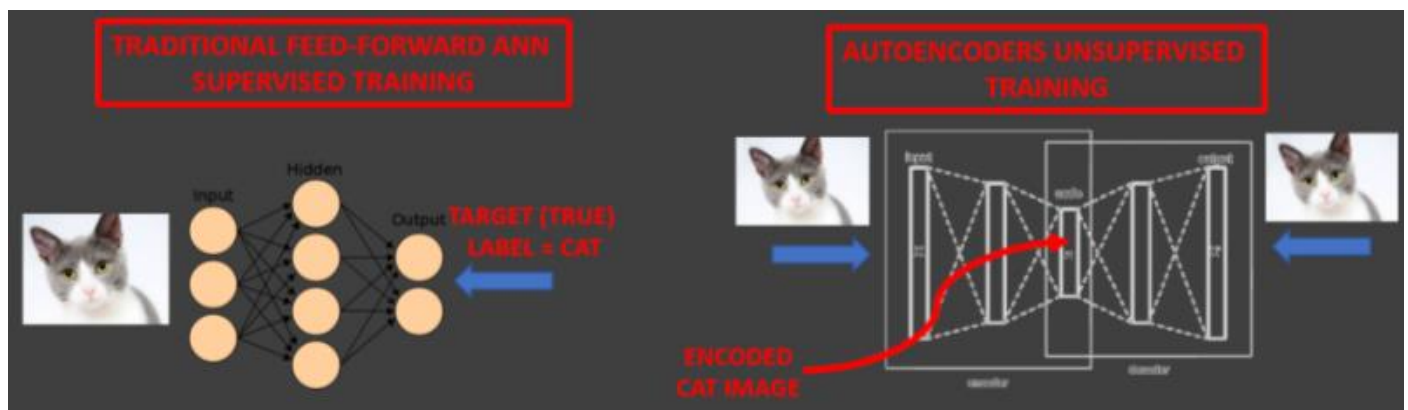 TRADITIONAL FEED-FORWARD ANN
SUPERVISED TRAINING
Input
Hidden
Output
TARGET (TRUE)
LABEL = CAT
AUTOENCODERS UNSUPERVISED
TRAINING
ENCODED
CAT IMAGE